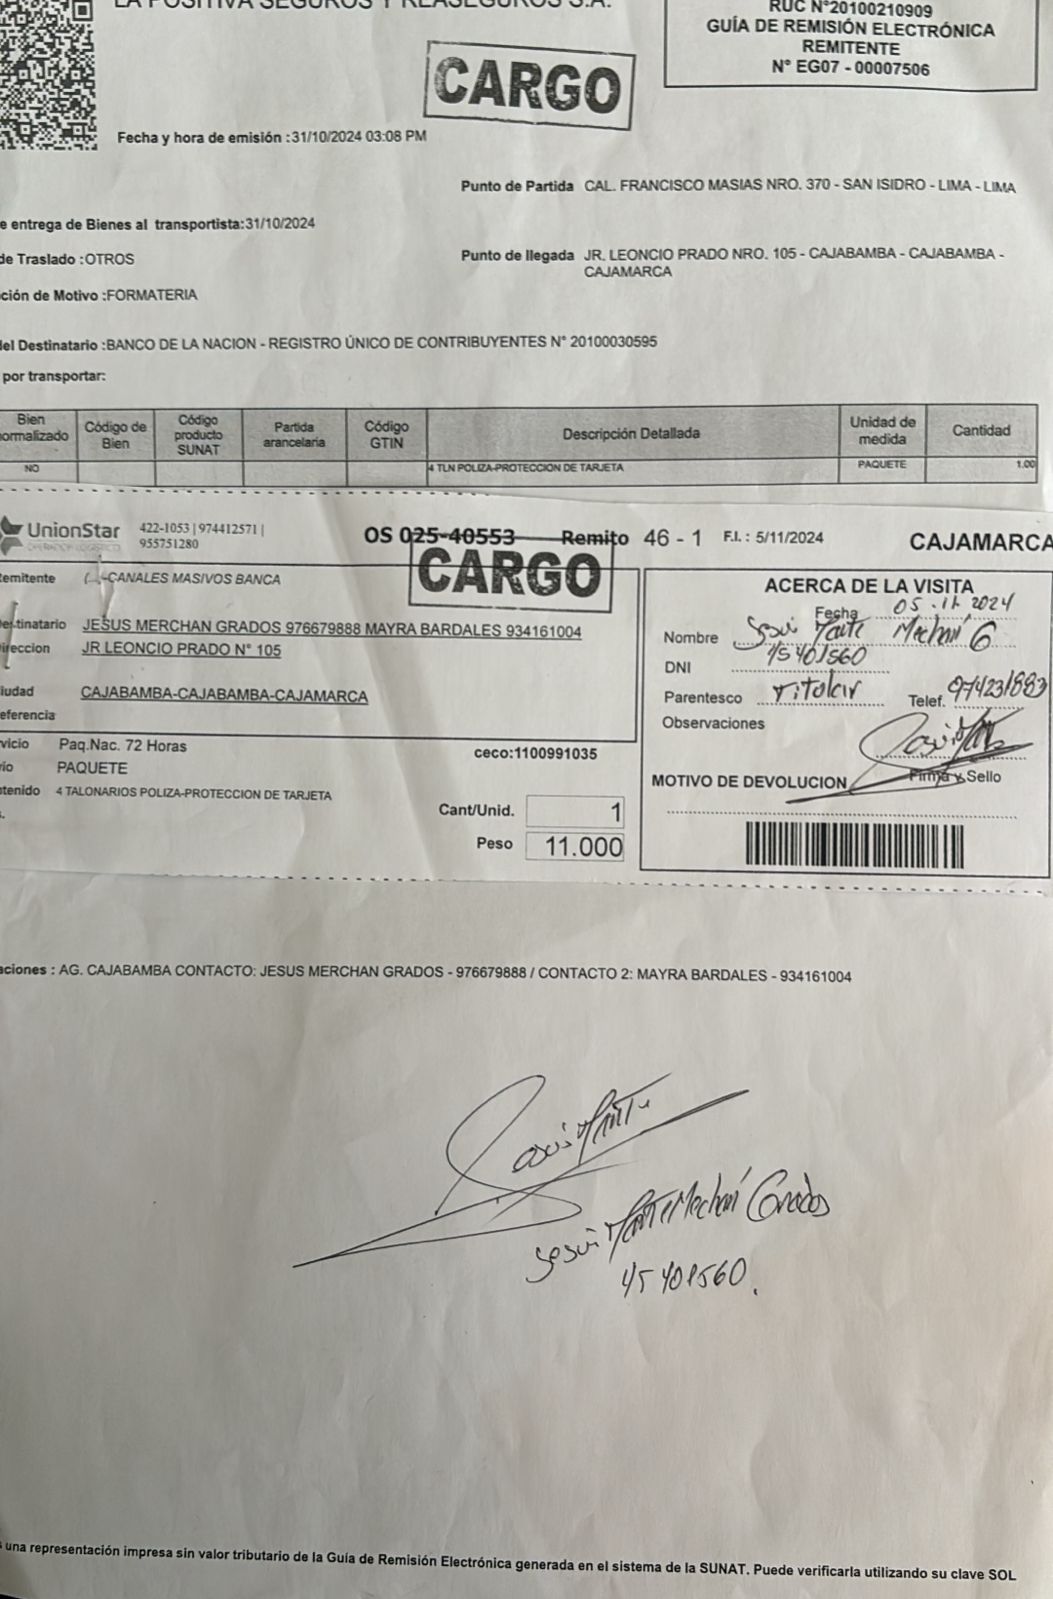 LA POSITIVA SEGUROS Y REASEGUROS S.A.
RUC N°20100210909
GUÍA DE REMISIÓN ELECTRÓNICA
REMITENTE
N° EG07 - 00007506
CARGO
Fecha y hora de emisión :31/10/2024 03:08 PM
Punto de Partida CAL. FRANCISCO MASIAS NRO. 370 - SAN ISIDRO - LIMA - LIMA
e entrega de Bienes al transportista:31/10/2024
de Traslado :OTROS
Punto de llegada JR. LEONCIO PRADO NRO. 105 - CAJABAMBA - CAJABAMBA -
CAJAMARCA
ción de Motivo :FORMATERIA
del Destinatario :BANCO DE LA NACION - REGISTRO ÚNICO DE CONTRIBUYENTES N° 20100030595
por transportar:
Bien
normalizado
Código de
Bien
Código
producto
SUNAT
Partida
arancelaria
Código
GTIN
Descripción Detallada
Unidad de
medida
Cantidad
NO
4 TLN POLIZA-PROTECCION DE TARJETA
PAQUETE
1.00
UnionStar
OPERADOR LOGISTICO
422-1053 | 974412571 |
955751280
OS 025-40553 Remito 46 - 1 F.I. : 5/11/2024
CAJAMARCA
CARGO
emitente
-CANALES MASIVOS BANCA
stinatario JESUS MERCHAN GRADOS 976679888 MAYRA BARDALES 934161004
ireccion JR LEONCIO PRADO N° 105
iudad CAJABAMBA-CAJABAMBA-CAJAMARCA
eferencia
vicio Paq.Nac. 72 Horas
ceco:1100991035
ío PAQUETE
tenido 4 TALONARIOS POLIZA-PROTECCION DE TARJETA
Cant/Unid. 1
Peso 11.000
ACERCA DE LA VISITA
Fecha 05.11.2024
Nombre
DNI 45401560
Parentesco Titular Telef. 974231883
Observaciones
Firma y Sello
MOTIVO DE DEVOLUCION
aciones : AG. CAJABAMBA CONTACTO: JESUS MERCHAN GRADOS - 976679888 / CONTACTO 2: MAYRA BARDALES - 934161004
Grados
45401560.
una representación impresa sin valor tributario de la Guía de Remisión Electrónica generada en el sistema de la SUNAT. Puede verificarla utilizando su clave SOL